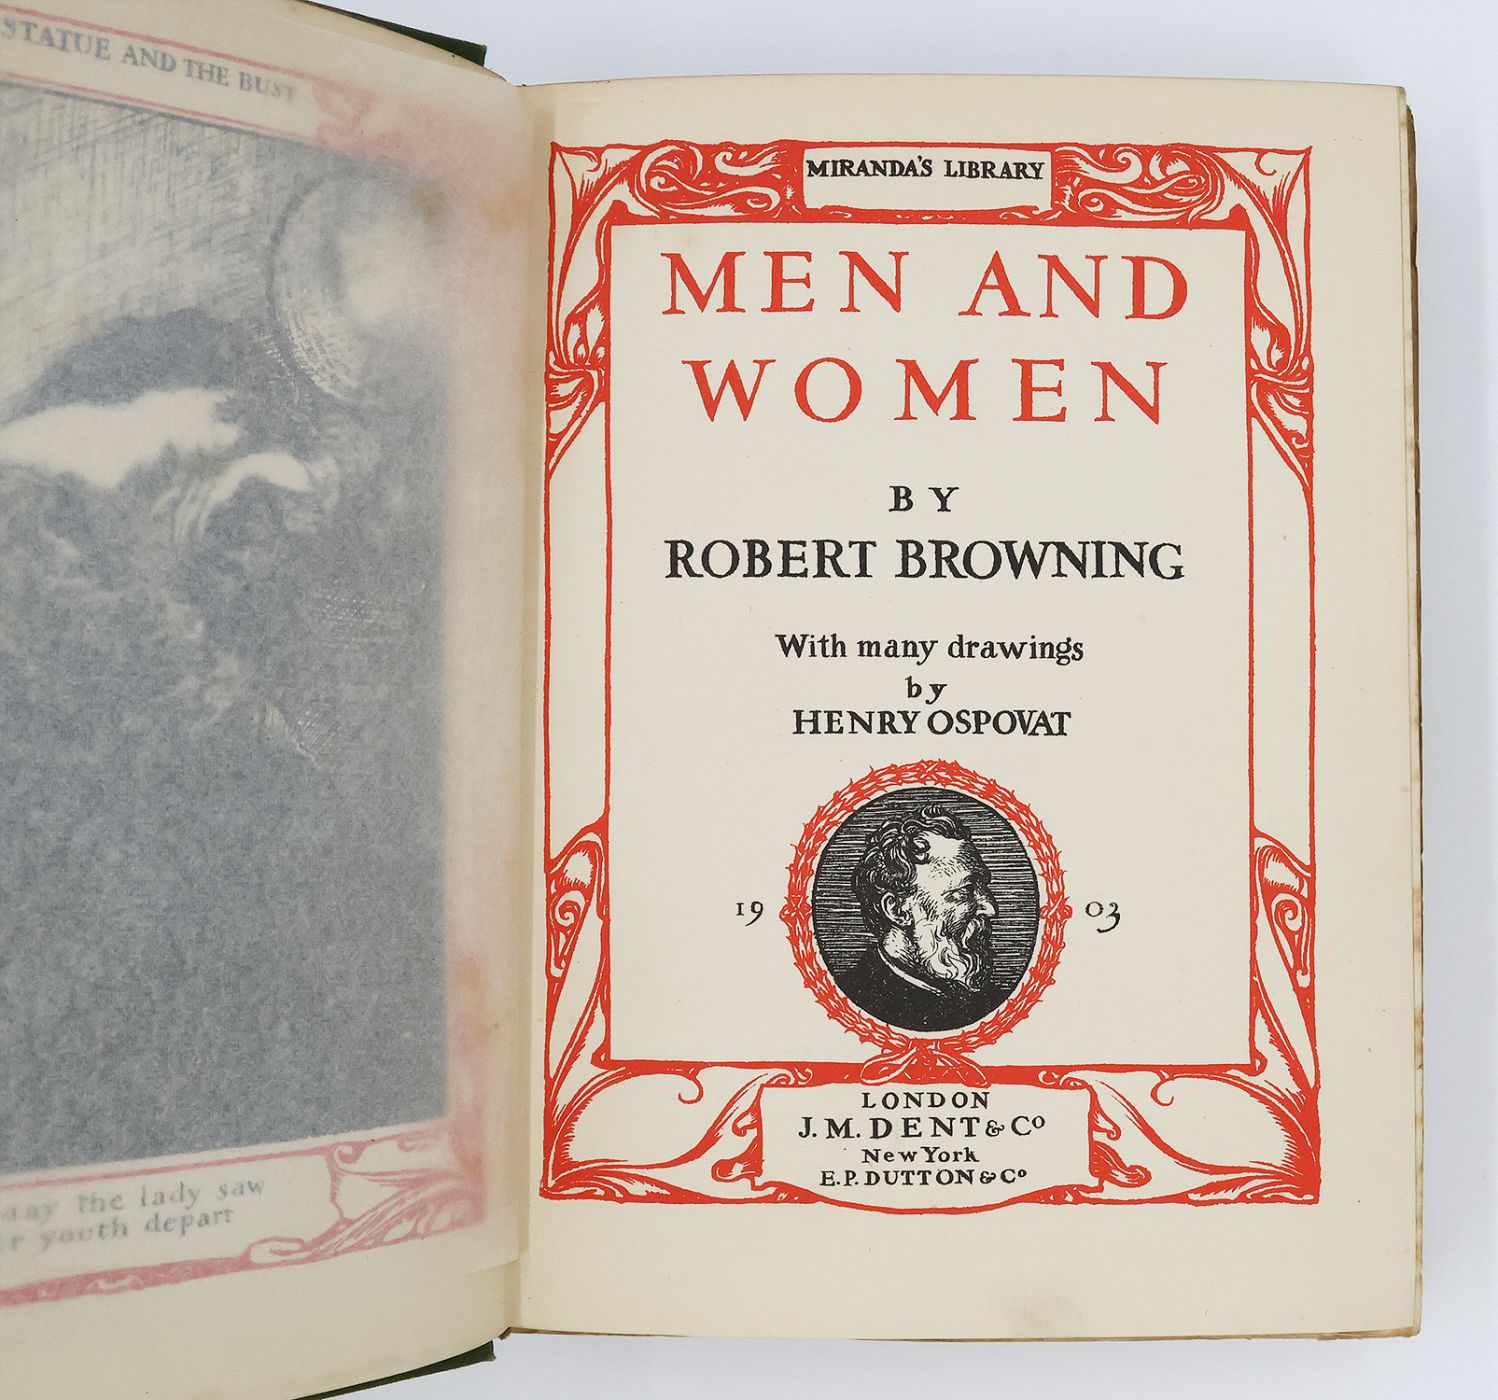 STATUE AND THE BUST
the lady saw
youth depart
MIRANDA'S LIBRARY
MEN AND
WOMEN
BY
ROBERT BROWNING
With many drawings
by
HENRY OSPOVAT
19 03
LONDON
J. M. DENT & Co
New York
E. P. DUTTON & Co